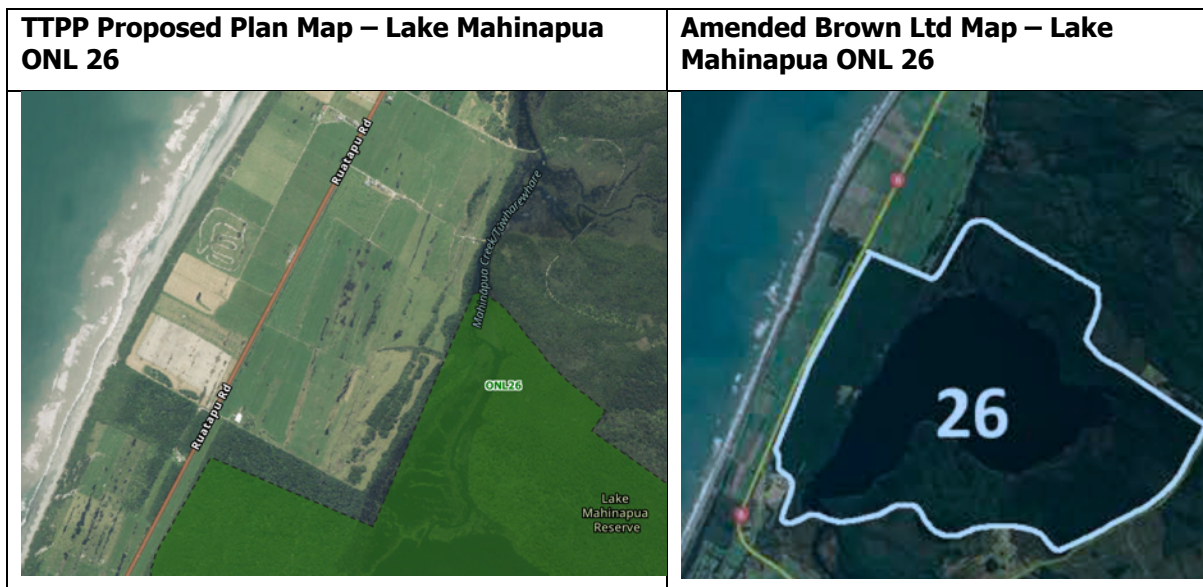 TTPP Proposed Plan Map – Lake Mahinapua
ONL 26
Amended Brown Ltd Map – Lake
Mahinapua ONL 26
Ruatapu Rd
Mahinapua Creek/Tūwharewhare
ONL26
Ruatapu Rd
Lake
Mahinapua
Reserve
26